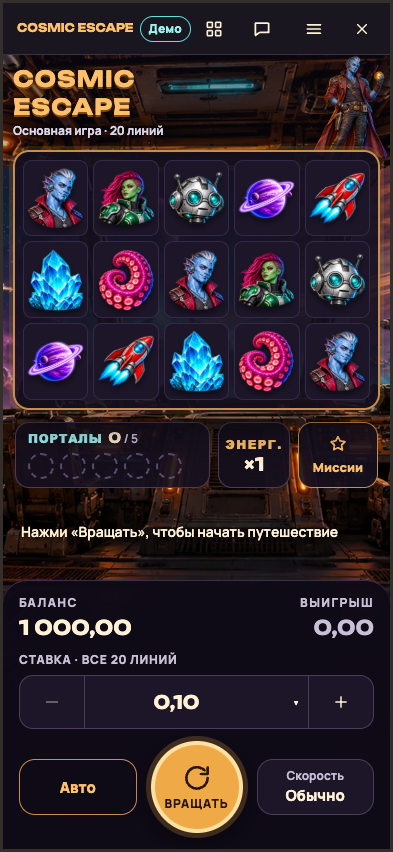 COSMIC ESCAPE
Демо
COSMIC
ESCAPE
Основная игра · 20 линий
ПОРТАЛЫ 0 / 5
ЭНЕРГ.
×1
Миссии
Нажми «Вращать», чтобы начать путешествие
БАЛАНС
ВЫИГРЫШ
1 000,00
0,00
СТАВКА · ВСЕ 20 ЛИНИЙ
− 0,10 ▾ +
Авто
ВРАЩАТЬ
Скорость
Обычно